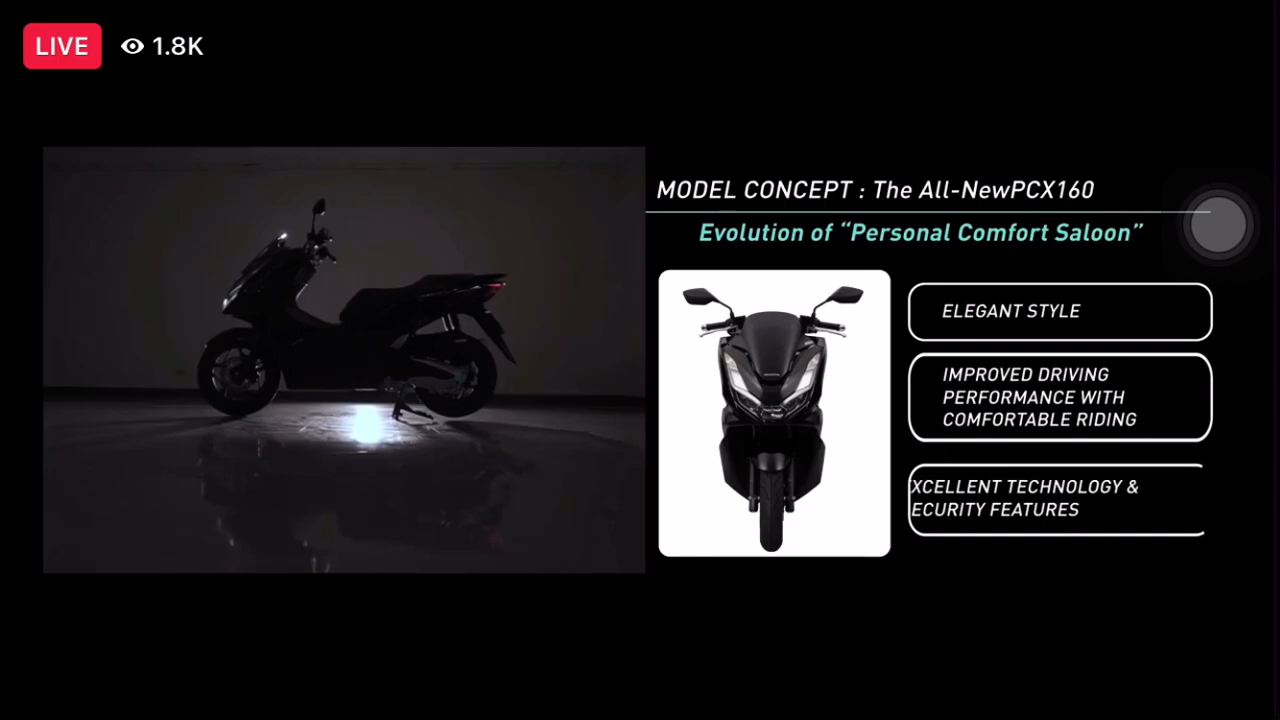 LIVE 1.8K
MODEL CONCEPT : The All-NewPCX160
Evolution of “Personal Comfort Saloon”
ELEGANT STYLE
IMPROVED DRIVING
PERFORMANCE WITH
COMFORTABLE RIDING
XCELLENT TECHNOLOGY &
ECURITY FEATURES